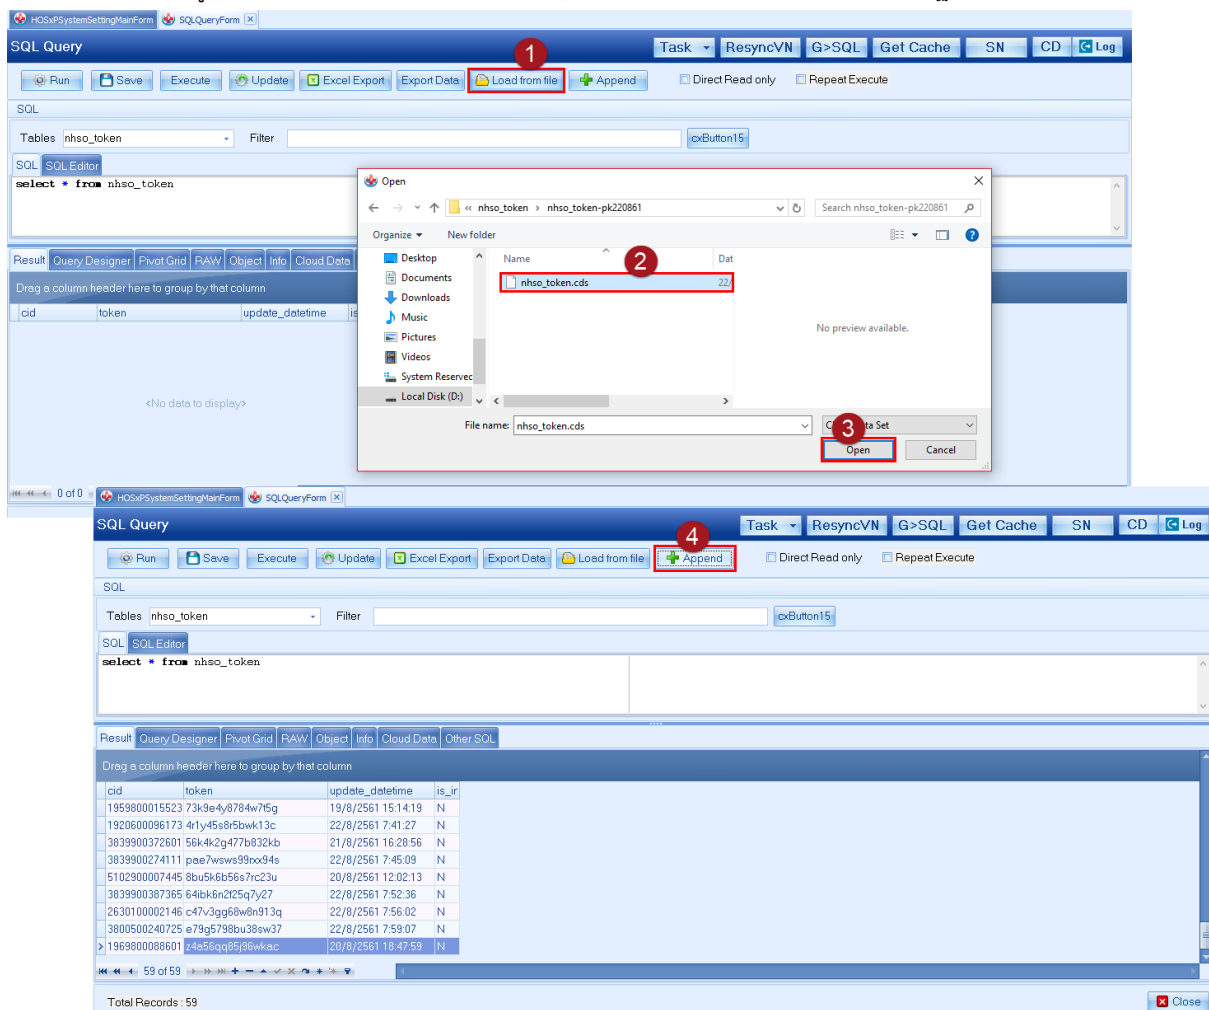 HOSxPSystemSettingMainForm SQLQueryForm
SQL Query
1
Task ResyncVN G>SQL Get Cache SN CD Log
Run Save Execute Update Excel Export Export Data Load from file Append Direct Read only Repeat Execute
SQL
Tables nhso_token Filter cxButton15
SQL SQL Editor
select * from nhso_token
Open
« nhso_token › nhso_token-pk220861 Search nhso_token-pk220861
Organize New folder
Desktop
Documents
Downloads
Music
Pictures
Videos
System Reserved
Local Disk (D:)
Name Dat
2
nhso_token.cds 22/
No preview available.
File name: nhso_token.cds
3
Open Cancel
Result Query Designer Pivot Grid RAW Object Info Cloud Data
Drag a column header here to group by that column
cid token update_datetime is
<No data to display>
0 of 0
HOSxPSystemSettingMainForm SQLQueryForm
SQL Query
4
Task ResyncVN G>SQL Get Cache SN CD Log
Run Save Execute Update Excel Export Export Data Load from file Append Direct Read only Repeat Execute
SQL
Tables nhso_token Filter cxButton15
SQL SQL Editor
select * from nhso_token
Result Query Designer Pivot Grid RAW Object Info Cloud Data Other SQL
Drag a column header here to group by that column
cid token update_datetime is_ir
1959800015523 73k9e4y8784w7t5g 19/8/2561 15:14:19 N
1920600096173 4r1y45s8r5bwk13c 22/8/2561 7:41:27 N
3839900372601 56k4k2g477b832kb 21/8/2561 16:28:56 N
3839900274111 pae7wsws99rxx94s 22/8/2561 7:45:09 N
5102900007445 8bu5k6b56s7rc23u 20/8/2561 12:02:13 N
3839900387365 64ibk6n2f25q7y27 22/8/2561 7:52:36 N
2630100002146 c47v3gg68w8n913q 22/8/2561 7:56:02 N
3800500240725 e79g5798bu38sw37 22/8/2561 7:59:07 N
1969800088601 z4a56qq85j96wkac 20/8/2561 18:47:59 N
59 of 59
Total Records : 59
Close